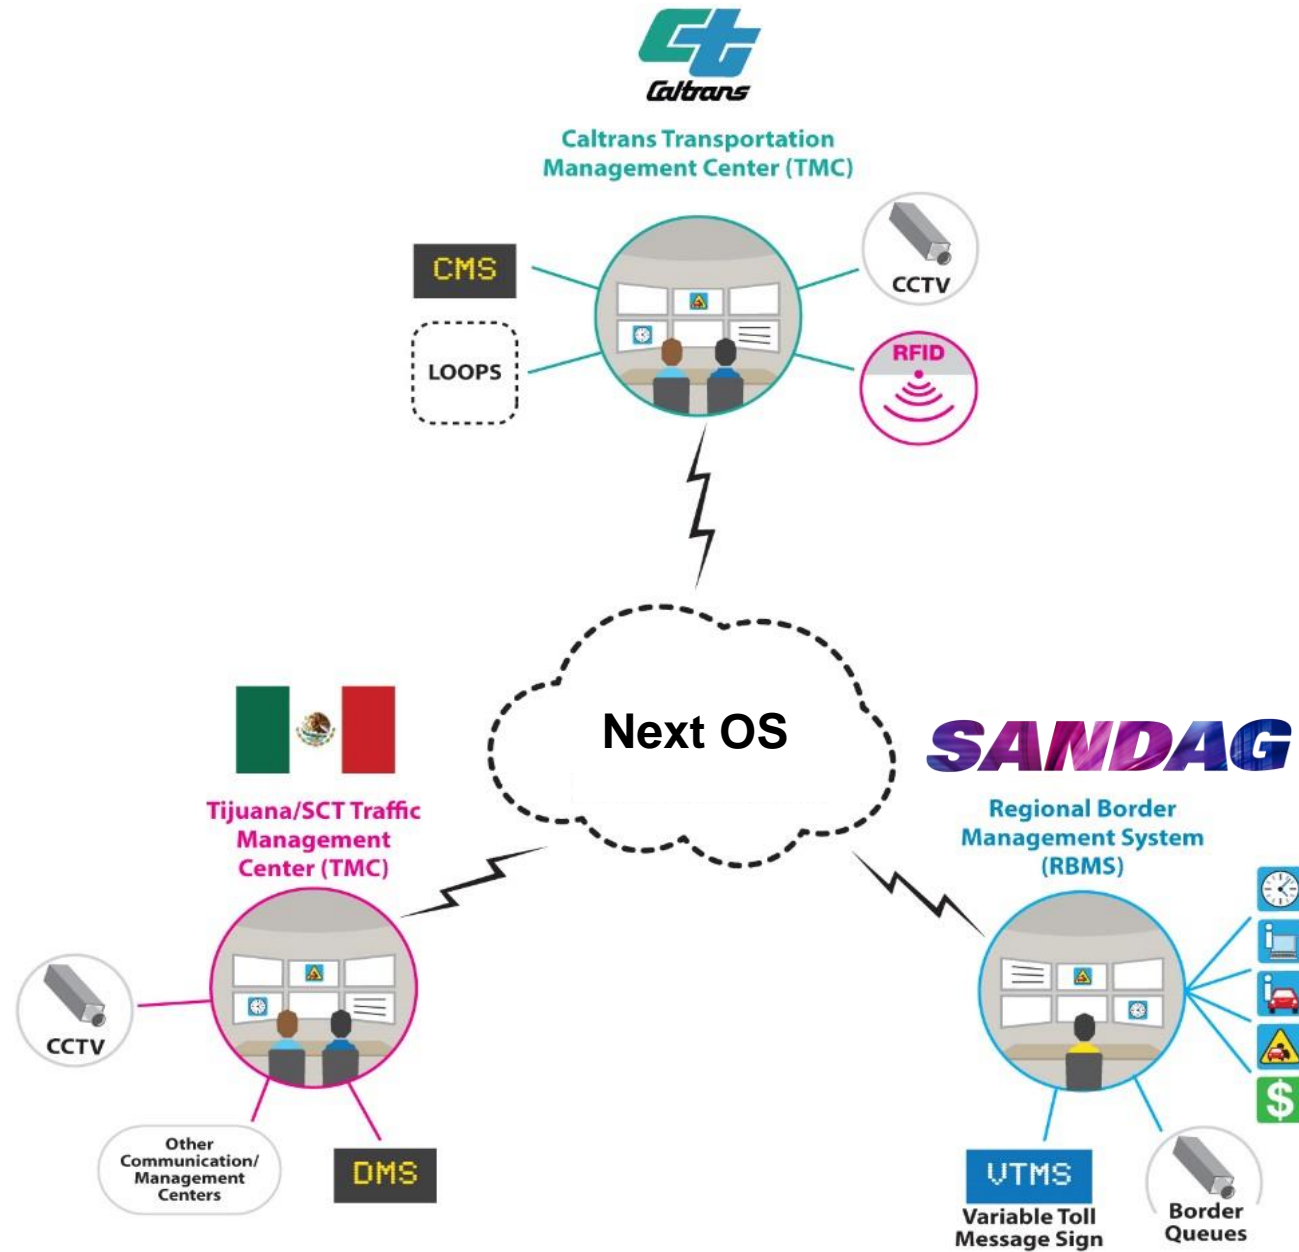 Caltrans
Caltrans Transportation
Management Center (TMC)
CMS
CCTV
LOOPS
RFID
Next OS
SANDAG
Tijuana/SCT Traffic
Management
Center (TMC)
Regional Border
Management System
(RBMS)
CCTV
Other
Communication/
Management
Centers
DMS
VTMS
Variable Toll
Message Sign
Border
Queues
i
i
$